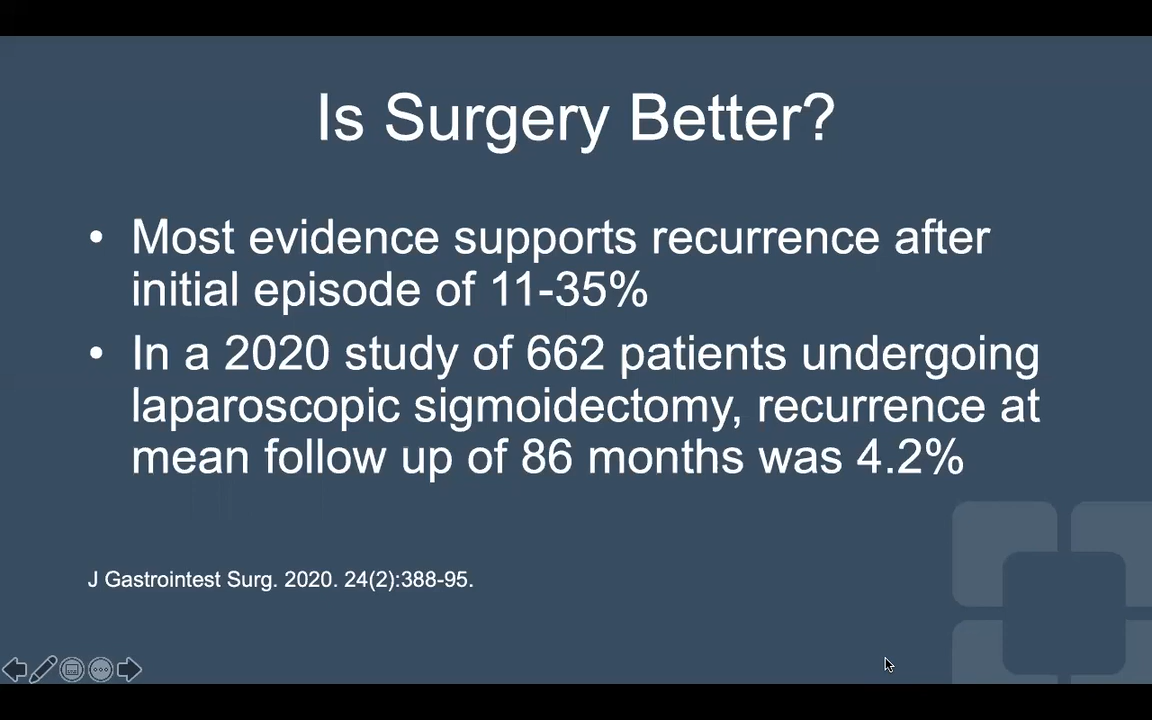 Is Surgery Better?
• Most evidence supports recurrence after
initial episode of 11-35%
• In a 2020 study of 662 patients undergoing
laparoscopic sigmoidectomy, recurrence at
mean follow up of 86 months was 4.2%
J Gastrointest Surg. 2020. 24(2):388-95.